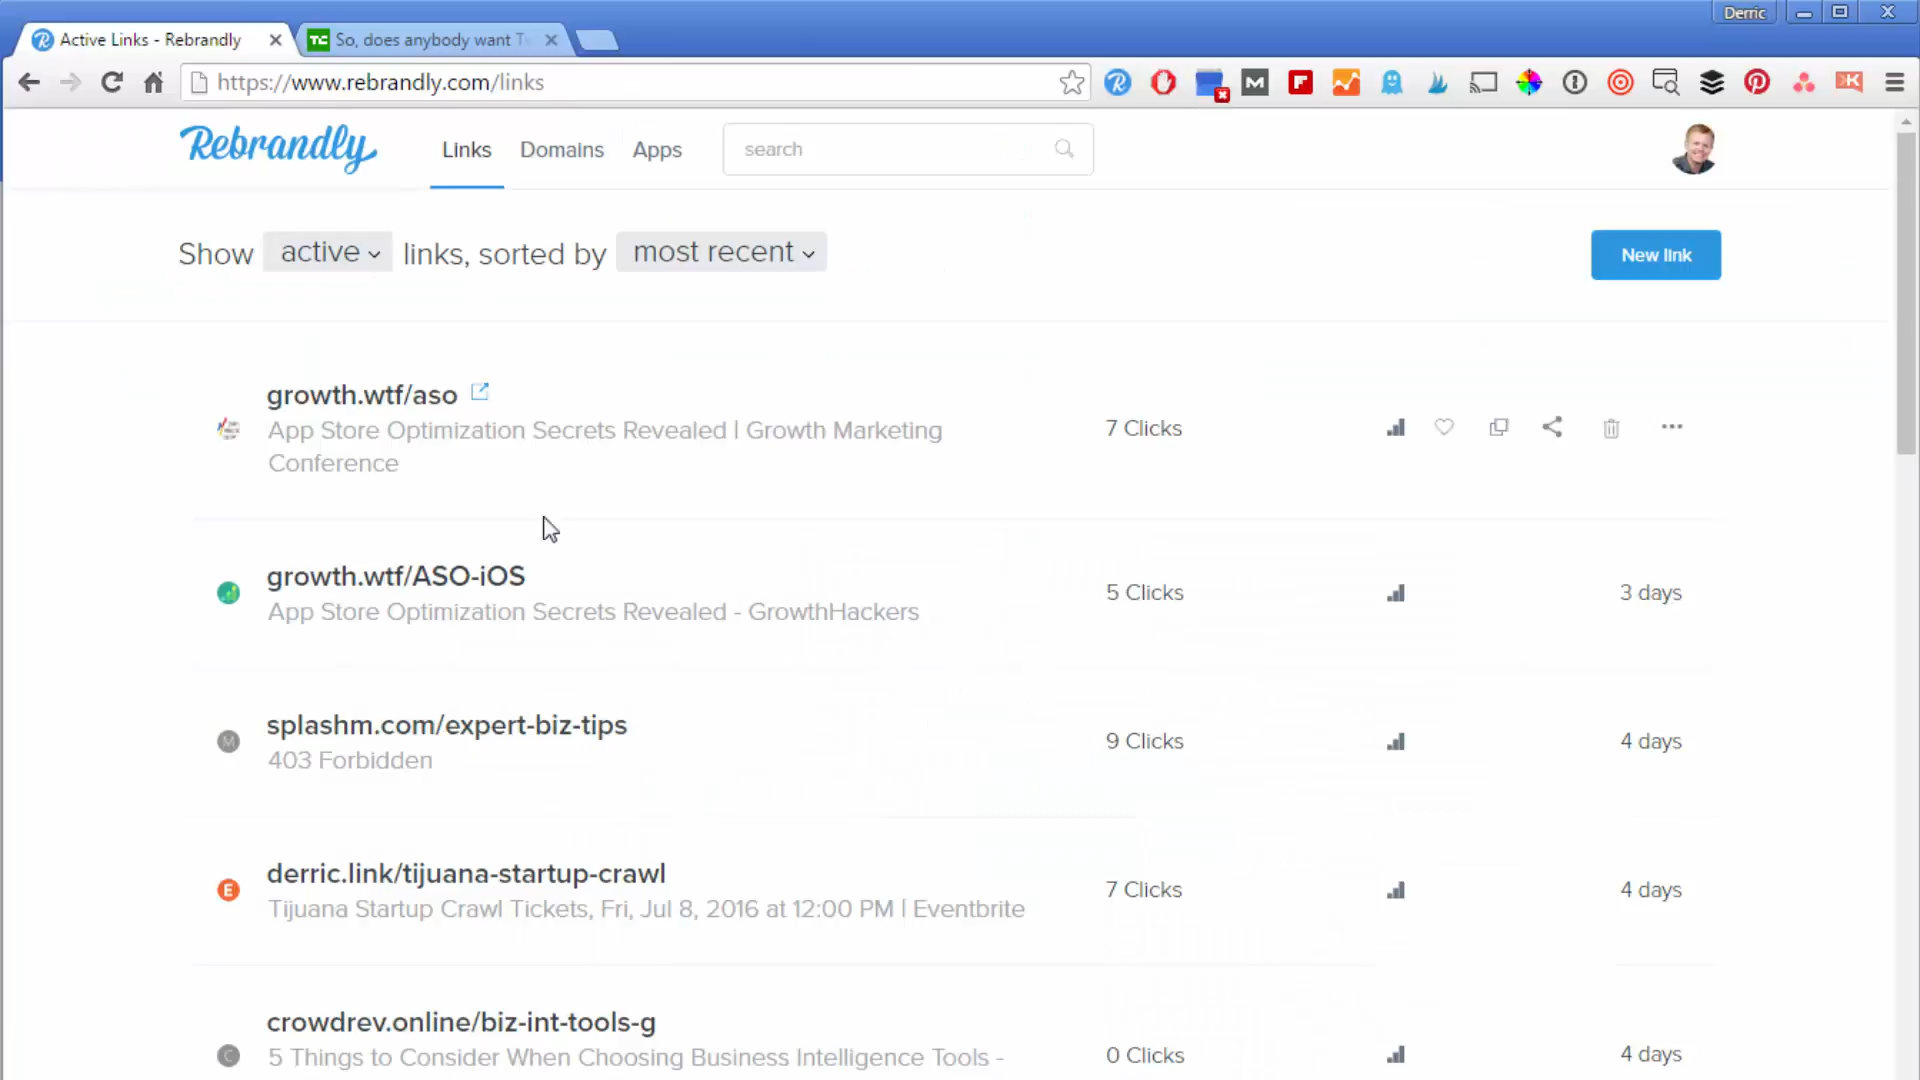 Derric
Active Links - Rebrandly
TC So, does anybody want Tw
https://www.rebrandly.com/links
Rebrandly
Links
Domains
Apps
search
Show active links, sorted by most recent
New link
growth.wtf/aso
App Store Optimization Secrets Revealed | Growth Marketing
Conference
7 Clicks
growth.wtf/ASO-iOS
App Store Optimization Secrets Revealed - GrowthHackers
5 Clicks
3 days
splashm.com/expert-biz-tips
403 Forbidden
9 Clicks
4 days
derric.link/tijuana-startup-crawl
Tijuana Startup Crawl Tickets, Fri, Jul 8, 2016 at 12:00 PM | Eventbrite
7 Clicks
4 days
crowdrev.online/biz-int-tools-g
5 Things to Consider When Choosing Business Intelligence Tools -
0 Clicks
4 days